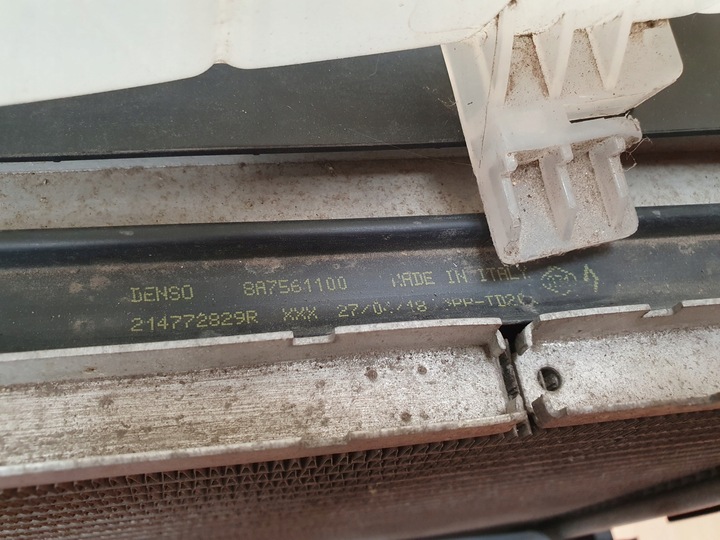 DENSO 8A7561100 MADE IN ITALY
214772829R XXX